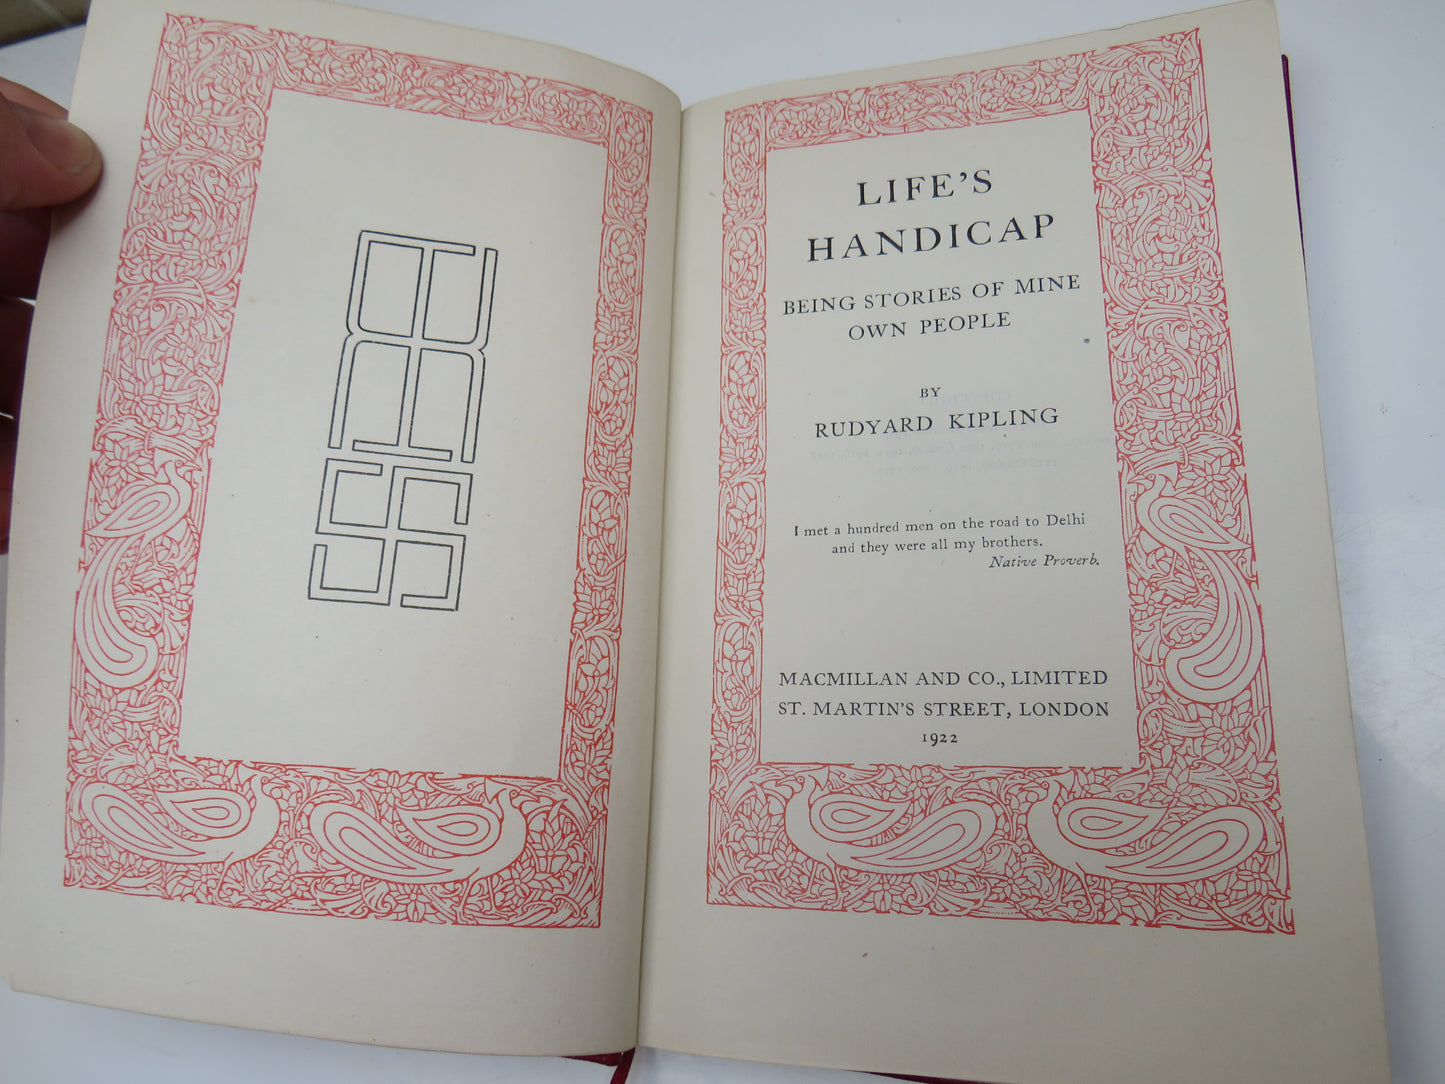 LIFE'S
HANDICAP
BEING STORIES OF MINE
OWN PEOPLE
BY
RUDYARD KIPLING
I met a hundred men on the road to Delhi
and they were all my brothers.
Native Proverb.
MACMILLAN AND CO., LIMITED
ST. MARTIN'S STREET, LONDON
1922